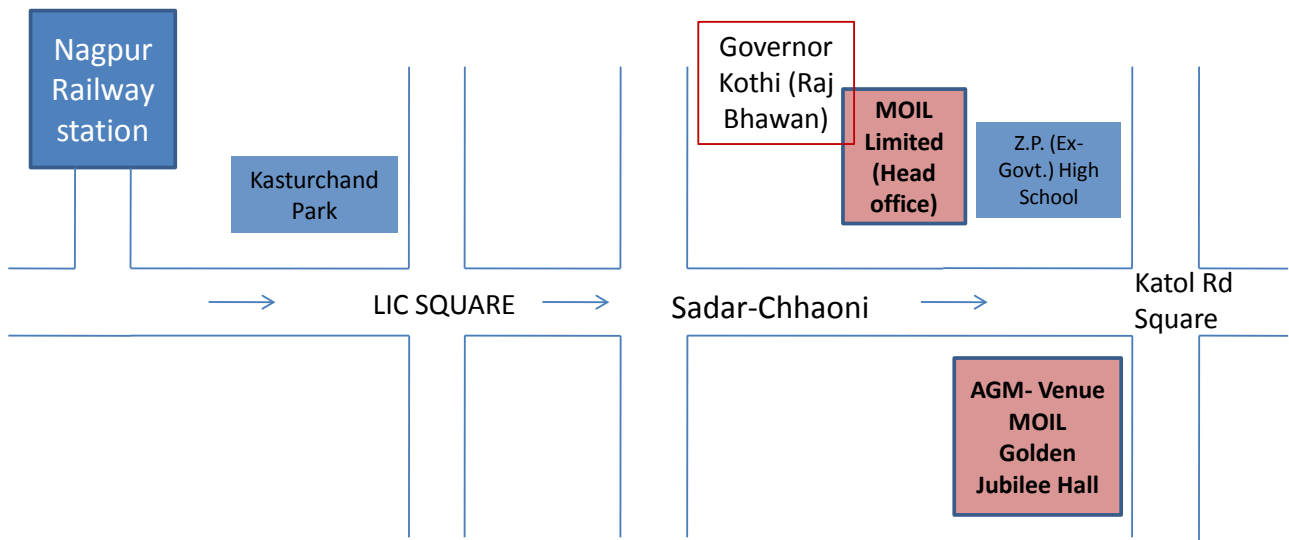 Nagpur
Railway
station
Kasturchand
Park
Governor
Kothi (Raj
Bhawan)
MOIL
Limited
(Head
office)
Z.P. (Ex-
Govt.) High
School
LIC SQUARE
Sadar-Chhaoni
Katol Rd
Square
AGM- Venue
MOIL
Golden
Jubilee Hall